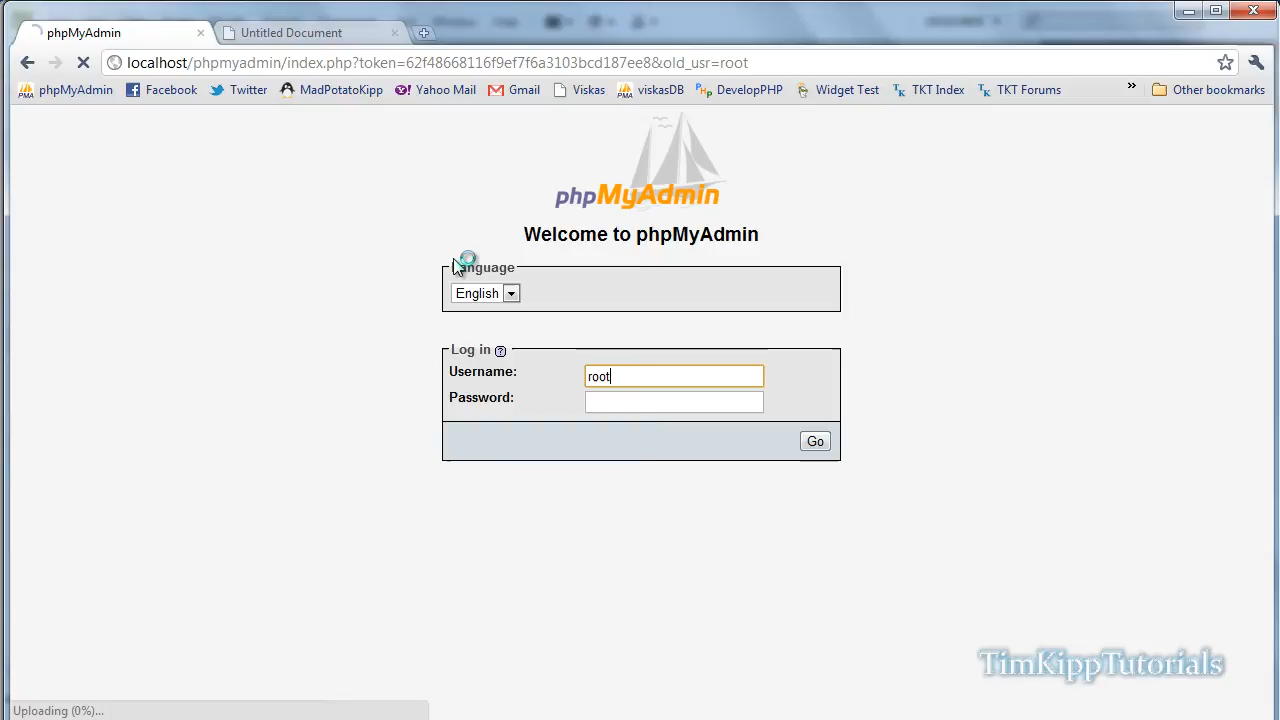 phpMyAdmin
Untitled Document
localhost/phpmyadmin/index.php?token=62f48668116f9ef7f6a3103bcd187ee8&old_usr=root
phpMyAdmin Facebook Twitter MadPotatoKipp Yahoo Mail Gmail Viskas viskasDB DevelopPHP Widget Test TKT Index TKT Forums » Other bookmarks
phpMyAdmin
Welcome to phpMyAdmin
Language
English
Log in
Username: root
Password:
Go
TimKippTutorials
Uploading (0%)...